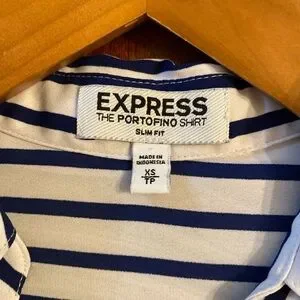 EXPRESS
THE PORTOFINO SHIRT
SLIM FIT
MADE IN
INDONESIA
XS
TP